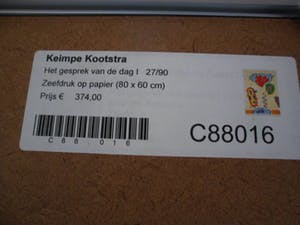 Keimpe Kootstra
Het gesprek van de dag I 27/90
Zeefdruk op papier (80 x 60 cm)
Prijs € 374,00
C88016
C 88 016